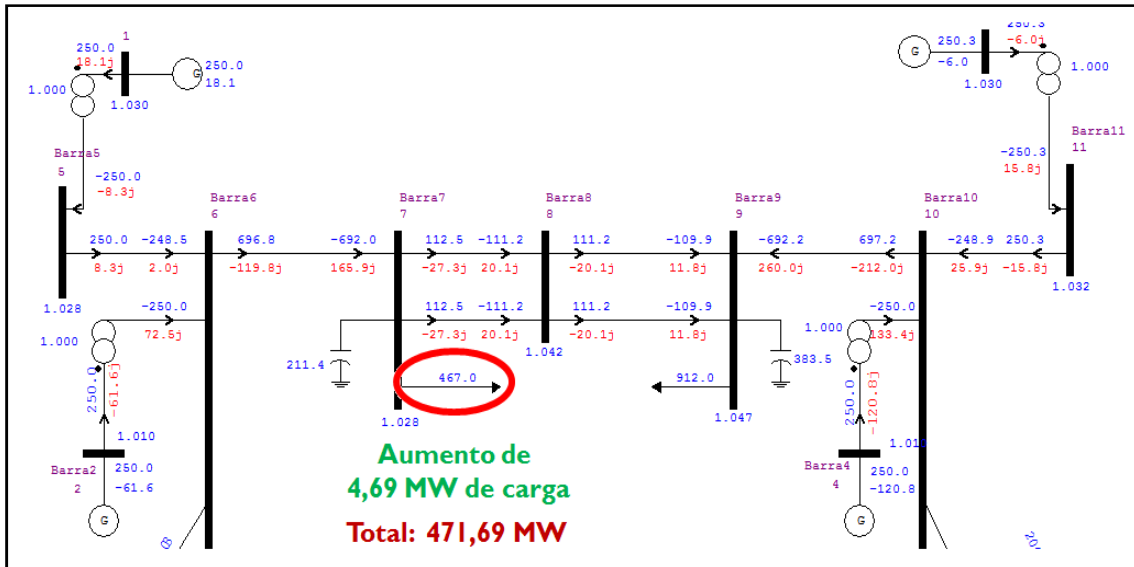 250.0
18.1j
1
250.0
18.1
1.000
1.030
250.3
-6.0j
G
250.3
-6.0
1.030
1.000
Barra5
5
-250.0
-8.3j
Barra11
11
-250.3
15.8j
Barra6
6
Barra7
7
Barra8
8
Barra9
9
Barra10
10
250.0 -248.5 696.8 -692.0 112.5 -111.2 111.2 -109.9 -692.2 697.2 -248.9 250.3
8.3j 2.0j -119.8j 165.9j -27.3j 20.1j -20.1j 11.8j 260.0j -212.0j 25.9j -15.8j
1.028
-250.0
72.5j
1.000
112.5 -111.2 111.2 -109.9
-27.3j 20.1j -20.1j 11.8j
-250.0
133.4j
1.000
1.032
211.4
1.042
383.5
467.0
912.0
1.028
1.047
250.0
-61.6j
250.0
-120.8j
1.010
Barra2
2
250.0
-61.6
G
Barra4
4
250.0
-120.8
G
Aumento de
4,69 MW de carga
Total: 471,69 MW